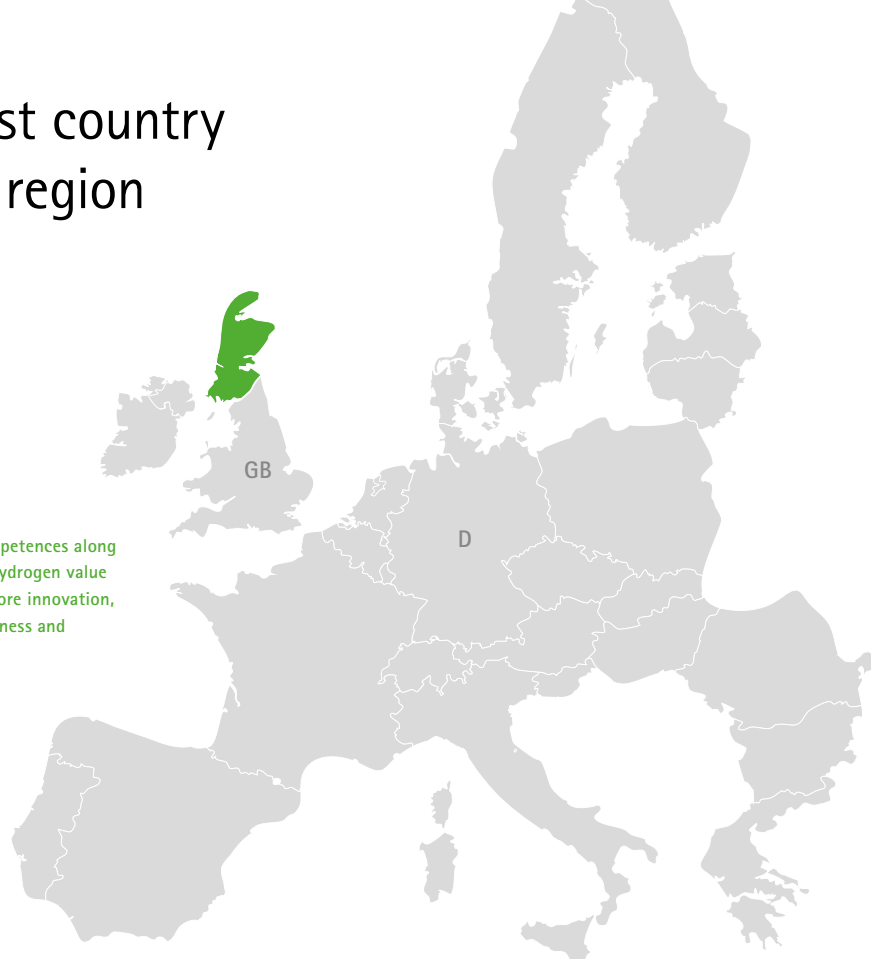 st country
region
GB
D
petences along
ydrogen value
ore innovation,
ness and